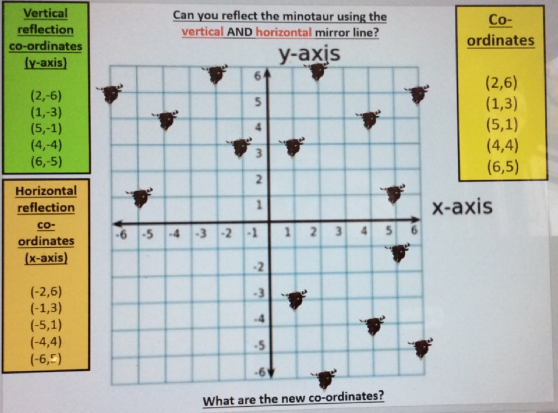 Vertical
reflection
co-ordinates
(y-axis)
(2,-6)
(1,-3)
(5,-1)
(4,-4)
(6,-5)
Horizontal
reflection
co-
ordinates
(x-axis)
(-2,6)
(-1,3)
(-5,1)
(-4,4)
(-6,5)
Can you reflect the minotaur using the
vertical AND horizontal mirror line?
y-axis
6
5
4
3
2
1
-6 -5 -4 -3 -2 -1 1 2 3 4 5 6
x-axis
-2
-3
-4
-5
-6
What are the new co-ordinates?
Co-
ordinates
(2,6)
(1,3)
(5,1)
(4,4)
(6,5)